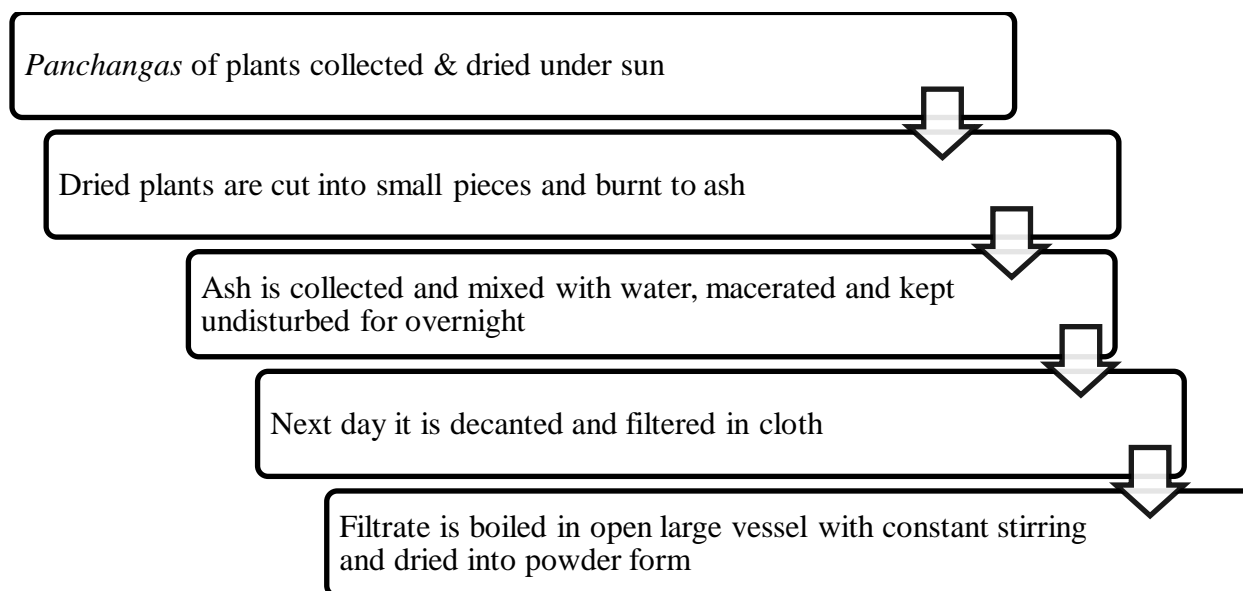 Panchangas of plants collected & dried under sun
Dried plants are cut into small pieces and burnt to ash
Ash is collected and mixed with water, macerated and kept
undisturbed for overnight
Next day it is decanted and filtered in cloth
Filtrate is boiled in open large vessel with constant stirring
and dried into powder form